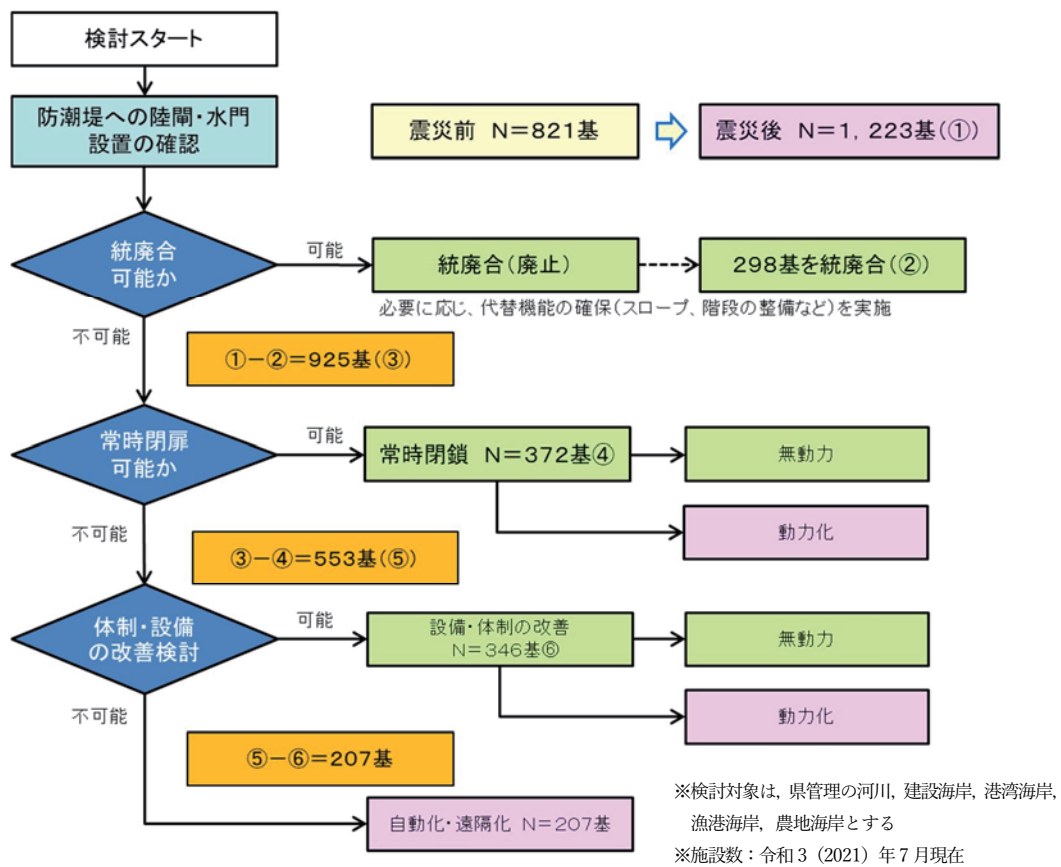 検討スタート
防潮堤への陸閘・水門
設置の確認
震災前 N＝821基
震災後 N＝1，223基(①)
統廃合
可能か
可能
統廃合(廃止)
298基を統廃合(②)
必要に応じ、代替機能の確保(スロープ、階段の整備など)を実施
不可能
①－②＝925基(③)
常時閉扉
可能か
可能
常時閉鎖 N＝372基④
無動力
動力化
不可能
③－④＝553基(⑤)
体制・設備
の改善検討
可能
設備・体制の改善
N＝346基⑥
無動力
動力化
不可能
⑤－⑥＝207基
自動化・遠隔化 N＝207基
※検討対象は，県管理の河川，建設海岸，港湾海岸，
漁港海岸，農地海岸とする
※施設数：令和３（2021）年７月現在